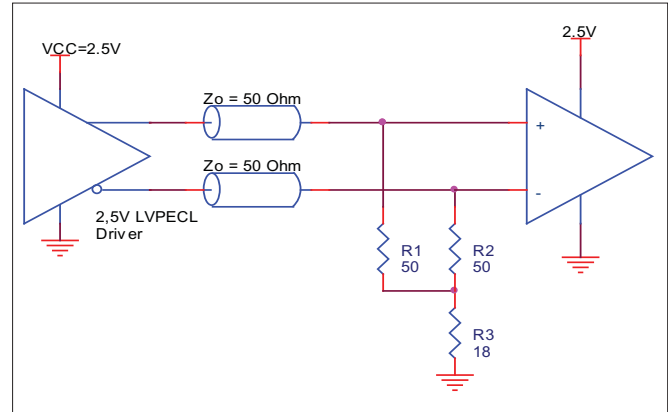 VCC=2.5V
2.5V
Zo = 50 Ohm
+
Zo = 50 Ohm
-
2,5V LVPECL
Driver
R1
50
R2
50
R3
18